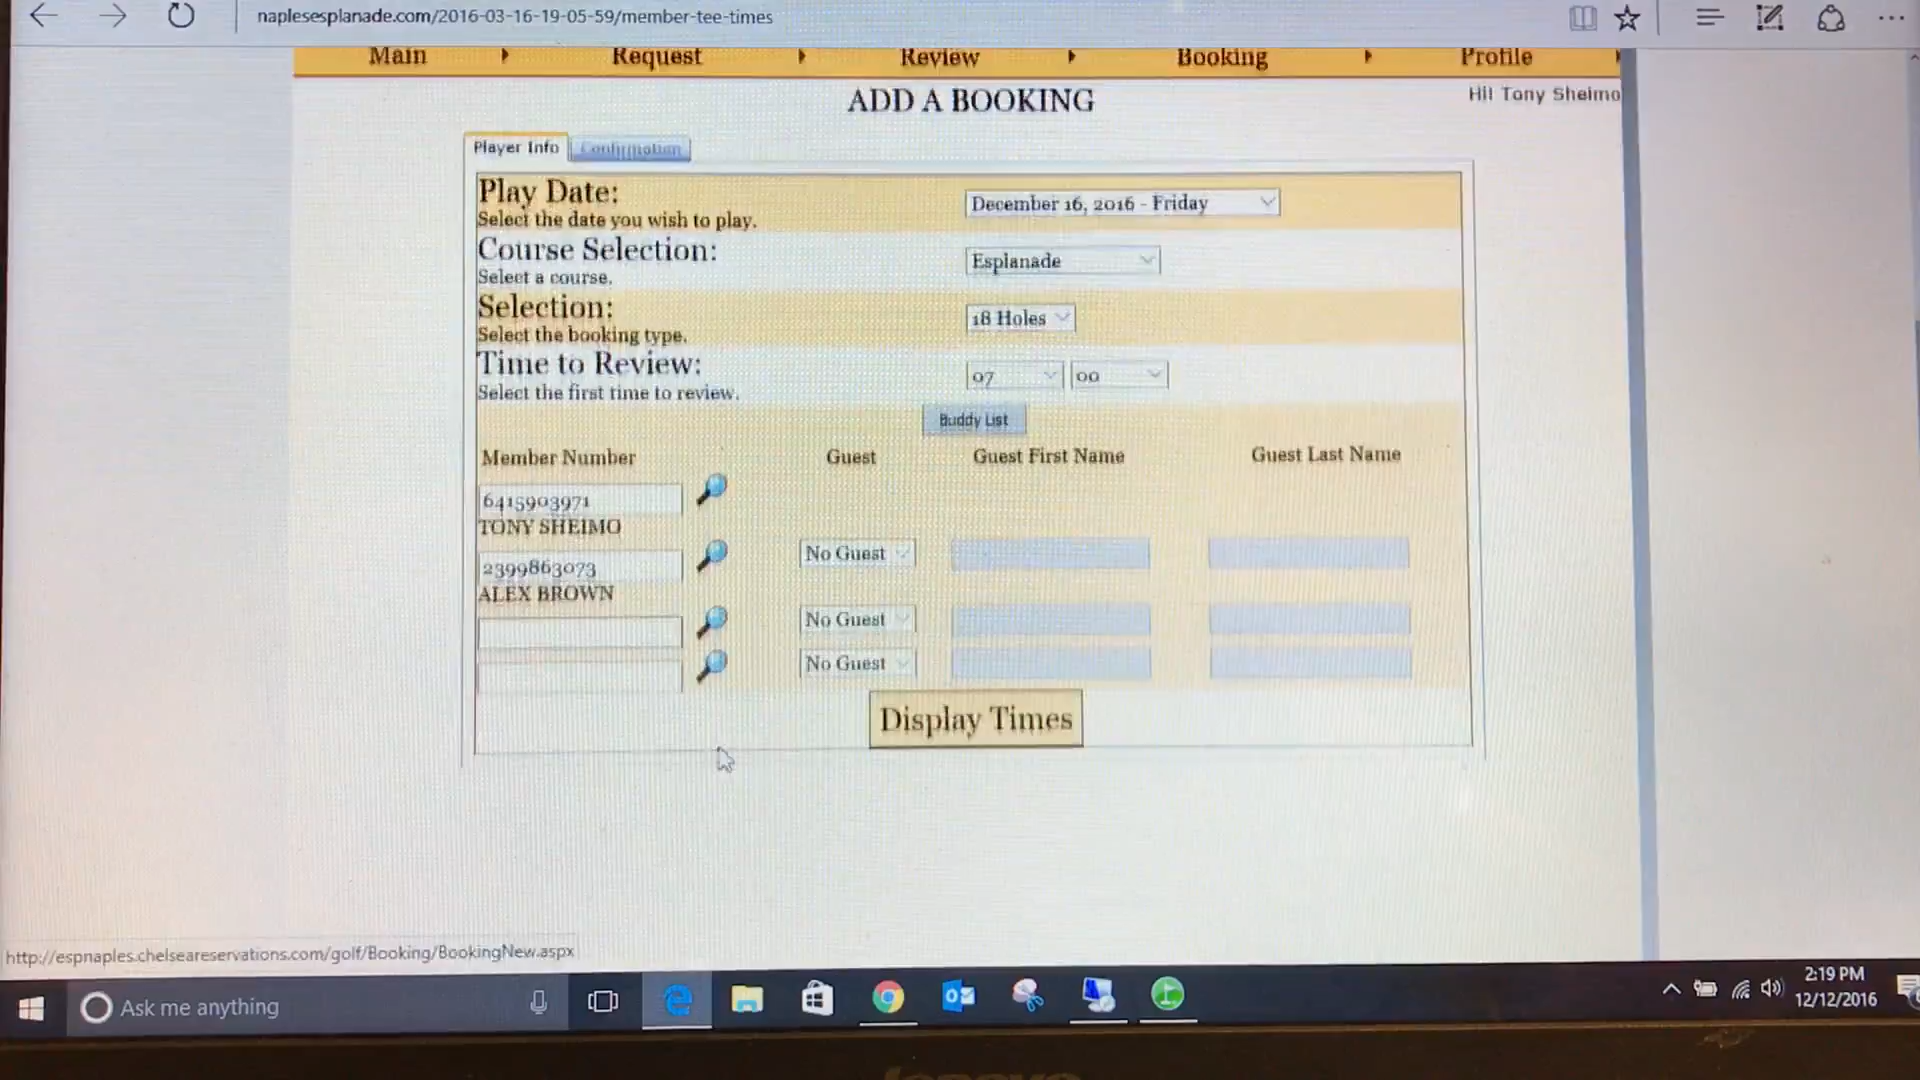 naplesesplanade.com/2016-03-16-19-05-59/member-tee-times
Main Request Review Booking Profile
ADD A BOOKING
Hi! Tony Sheimo
Player Info Confirmation
Play Date:
Select the date you wish to play.
December 16, 2016 - Friday
Course Selection:
Select a course.
Esplanade
Selection:
Select the booking type.
18 Holes
Time to Review:
Select the first time to review.
07 00
Buddy List
Member Number Guest Guest First Name Guest Last Name
6415903971
TONY SHEIMO
2399863073 No Guest
ALEX BROWN
No Guest
No Guest
Display Times
http://espnaples.chelseareservations.com/golf/Booking/BookingNew.aspx
Ask me anything
2:19 PM
12/12/2016